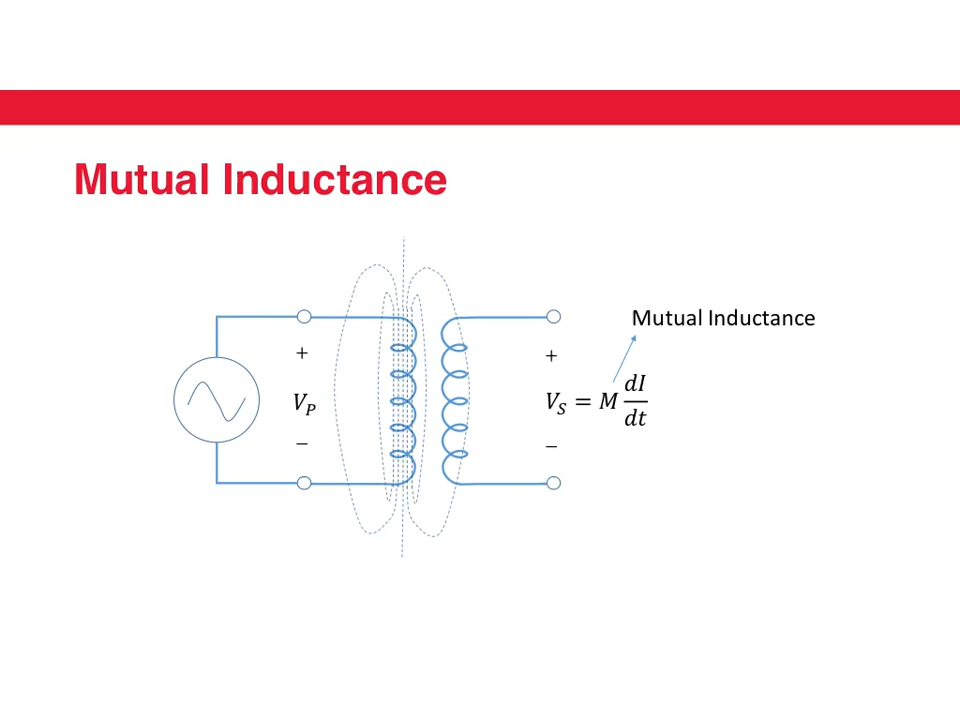 Mutual Inductance
Mutual Inductance
+
V_P
−
+
V_S = M dI/dt
−